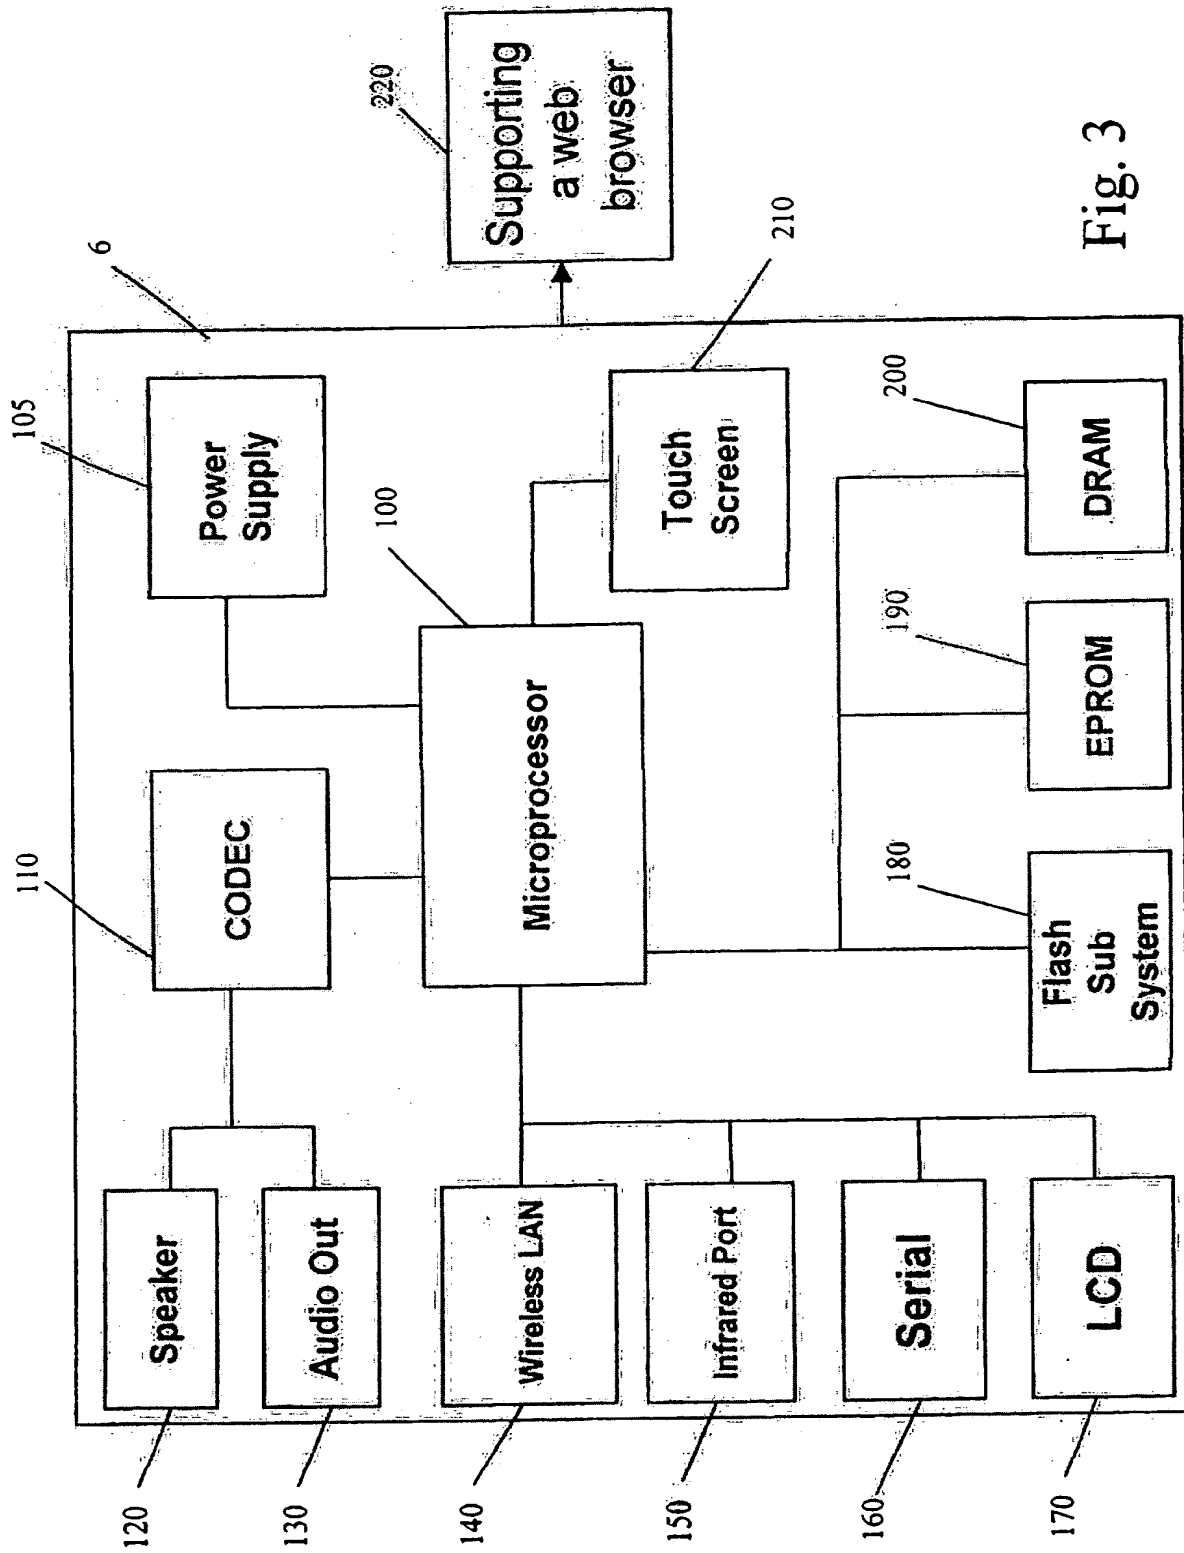 120
Speaker
130
Audio Out
140
Wireless LAN
150
Infrared Port
160
Serial
170
LCD
110
CODEC
105
Power
Supply
6
100
Microprocessor
210
Touch
Screen
180
Flash
Sub
System
190
EPROM
200
DRAM
220
Supporting
a web
browser
Fig. 3